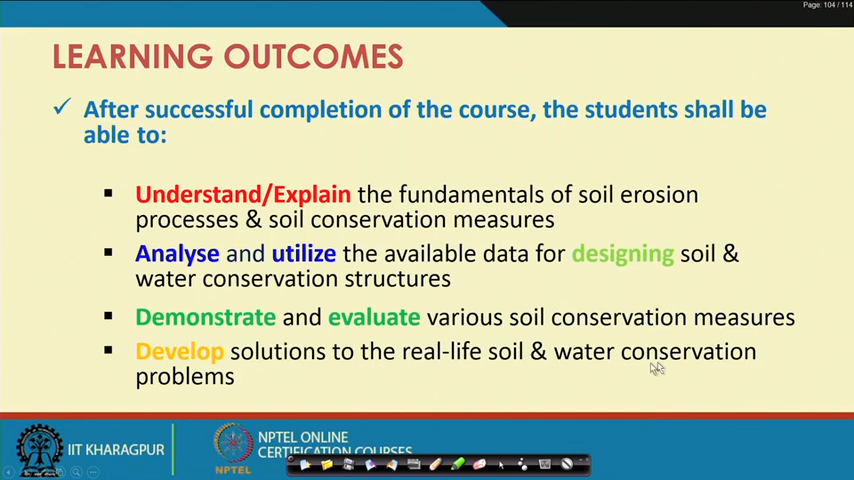 Page: 104 / 114
LEARNING OUTCOMES
✓ After successful completion of the course, the students shall be
able to:
▪ Understand/Explain the fundamentals of soil erosion
processes & soil conservation measures
▪ Analyse and utilize the available data for designing soil &
water conservation structures
▪ Demonstrate and evaluate various soil conservation measures
▪ Develop solutions to the real-life soil & water conservation
problems
IIT KHARAGPUR
NPTEL
NPTEL ONLINE
CERTIFICATION COURSES